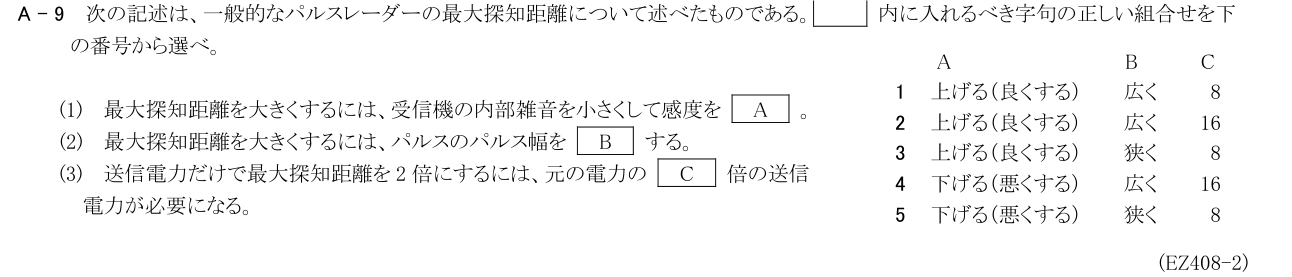 A－9 次の記述は、一般的なパルスレーダーの最大探知距離について述べたものである。 内に入れるべき字句の正しい組合せを下
の番号から選べ。
(1) 最大探知距離を大きくするには、受信機の内部雑音を小さくして感度を A 。
(2) 最大探知距離を大きくするには、パルスのパルス幅を B する。
(3) 送信電力だけで最大探知距離を2倍にするには、元の電力の C 倍の送信
電力が必要になる。
A B C
1 上げる(良くする) 広く 8
2 上げる(良くする) 広く 16
3 上げる(良くする) 狭く 8
4 下げる(悪くする) 広く 16
5 下げる(悪くする) 狭く 8
(EZ408-2)